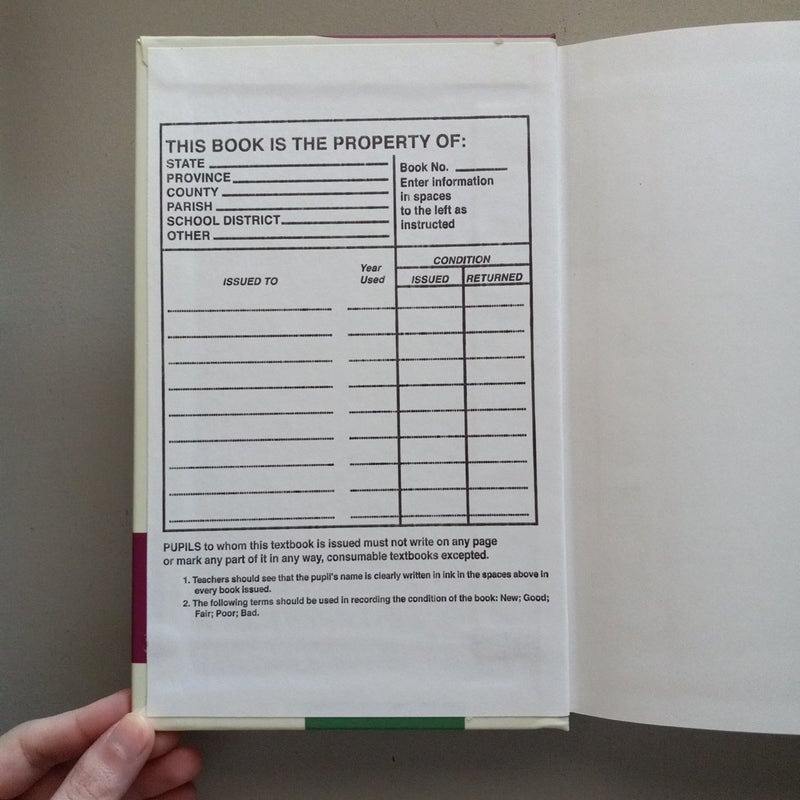 THIS BOOK IS THE PROPERTY OF:
STATE
PROVINCE
COUNTY
PARISH
SCHOOL DISTRICT
OTHER
Book No.
Enter information
in spaces
to the left as
instructed
ISSUED TO
Year
Used
CONDITION
ISSUED
RETURNED
PUPILS to whom this textbook is issued must not write on any page
or mark any part of it in any way, consumable textbooks excepted.
1. Teachers should see that the pupil's name is clearly written in ink in the spaces above in
every book issued.
2. The following terms should be used in recording the condition of the book: New; Good;
Fair; Poor; Bad.